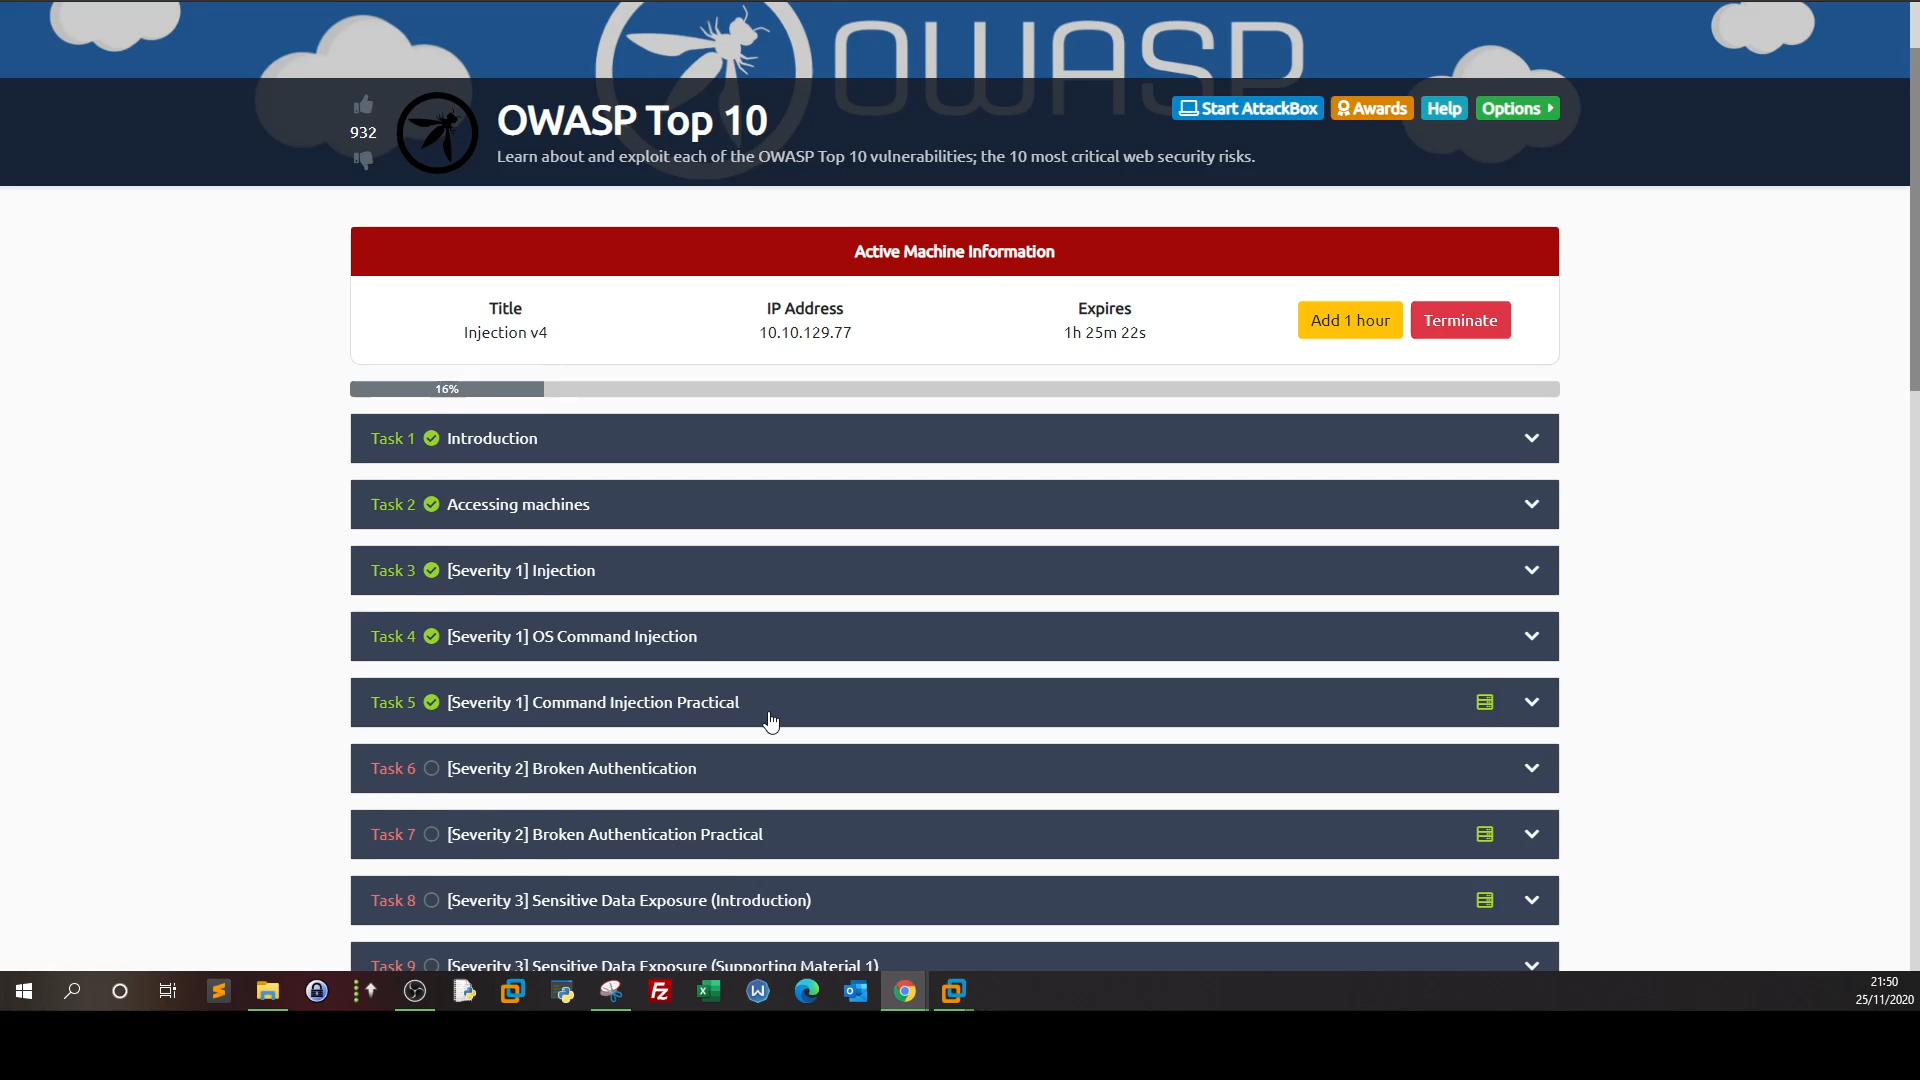 OWASP
932
OWASP Top 10
Learn about and exploit each of the OWASP Top 10 vulnerabilities; the 10 most critical web security risks.
Start AttackBox
Awards
Help
Options
Active Machine Information
Title
IP Address
Expires
Injection v4
10.10.129.77
1h 25m 22s
Add 1 hour
Terminate
16%
Task 1 Introduction
Task 2 Accessing machines
Task 3 [Severity 1] Injection
Task 4 [Severity 1] OS Command Injection
Task 5 [Severity 1] Command Injection Practical
Task 6 [Severity 2] Broken Authentication
Task 7 [Severity 2] Broken Authentication Practical
Task 8 [Severity 3] Sensitive Data Exposure (Introduction)
Task 9 [Severity 3] Sensitive Data Exposure (Supporting Material 1)
21:50
25/11/2020